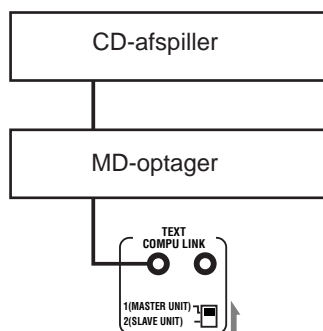 CD-afspiller
MD-optager
TEXT
COMPU LINK
1(MASTER UNIT)
2(SLAVE UNIT)